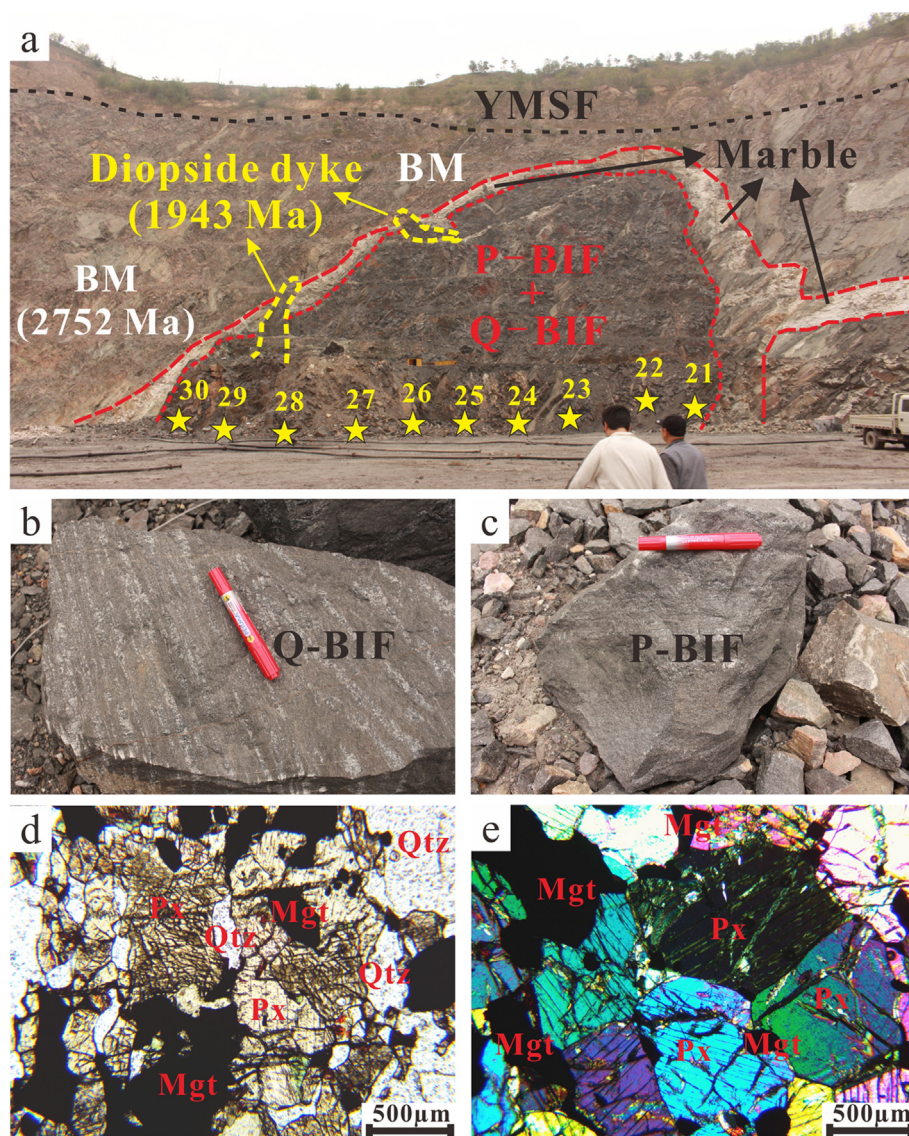 a
YMSF
Marble
Diopside dyke
(1943 Ma)
BM
P-BIF
+
Q-BIF
BM
(2752 Ma)
30
29
28
27
26
25
24
23
22
21
b
Q-BIF
c
P-BIF
d
Qtz
Px
Mgt
Qtz
Qtz
Px
Mgt
500μm
e
Mgt
Mgt
Px
Px
Mgt
Px
Mgt
500μm